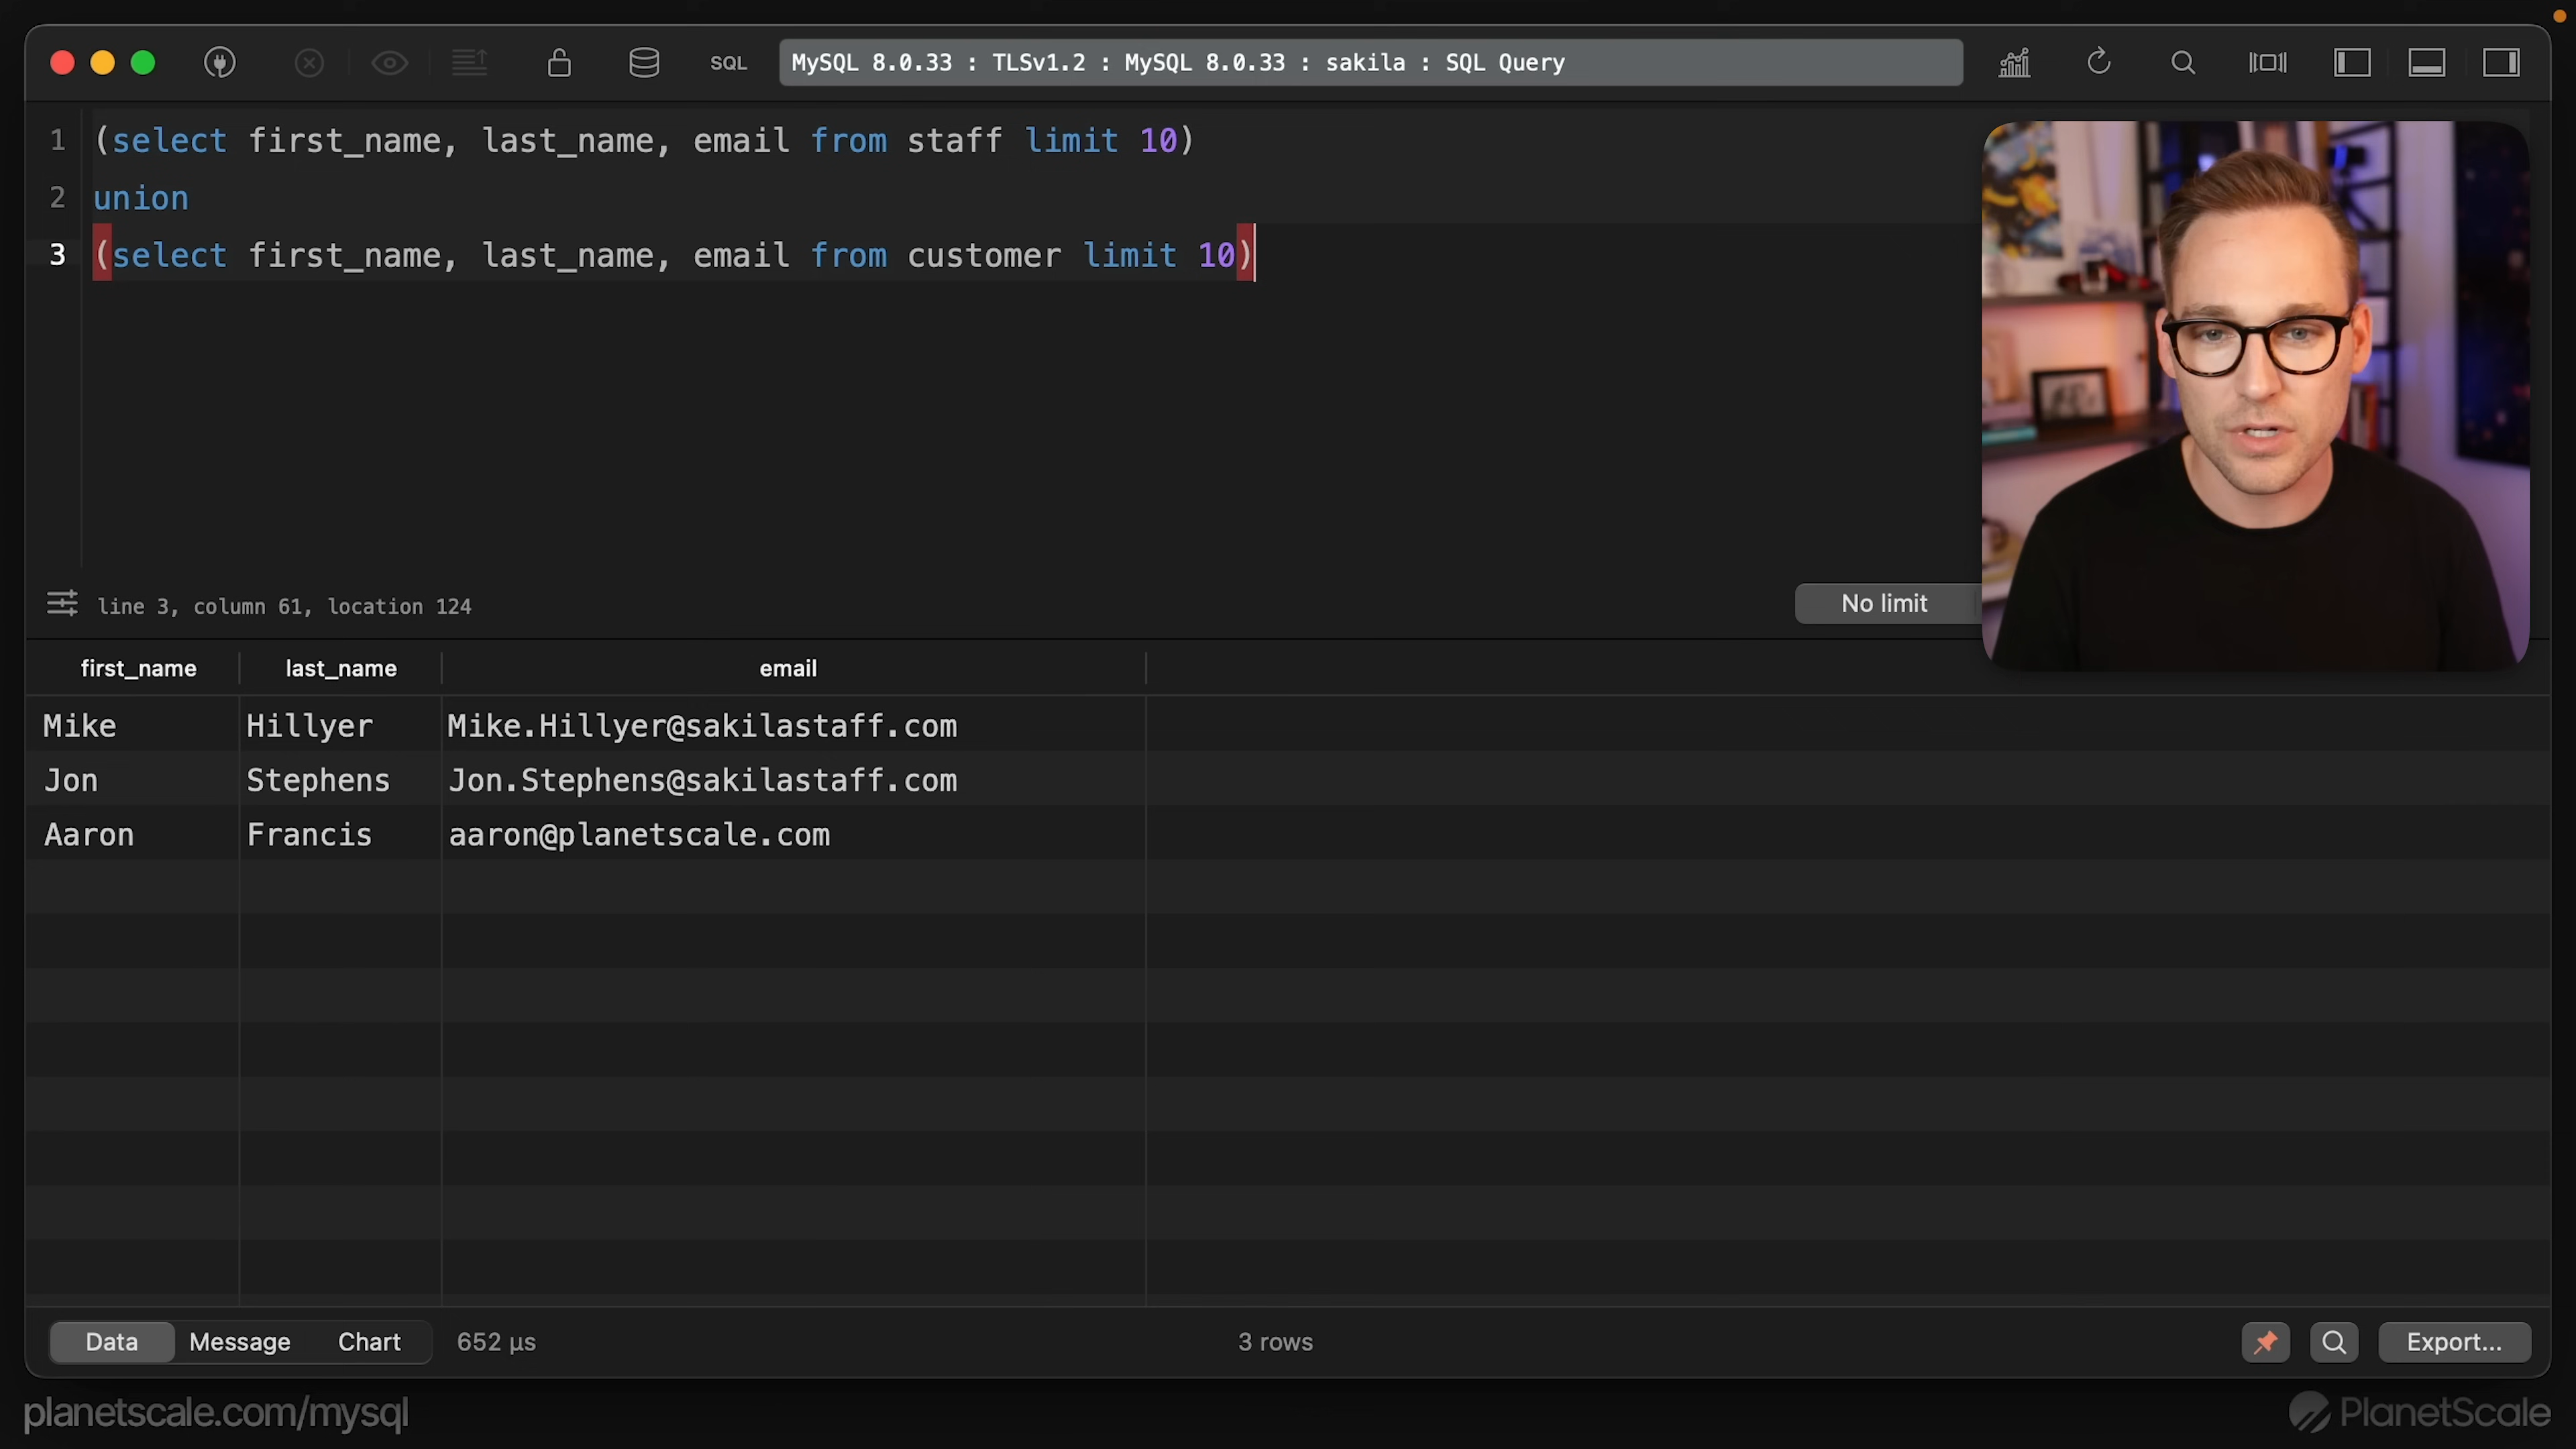 SQL MySQL 8.0.33 : TLSv1.2 : MySQL 8.0.33 : sakila : SQL Query
1 (select first_name, last_name, email from staff limit 10)
2 union
3 (select first_name, last_name, email from customer limit 10)
line 3, column 61, location 124
No limit
first_name last_name email
Mike Hillyer Mike.Hillyer@sakilastaff.com
Jon Stephens Jon.Stephens@sakilastaff.com
Aaron Francis aaron@planetscale.com
Data Message Chart 652 µs 3 rows Export...
planetscale.com/mysql PlanetScale